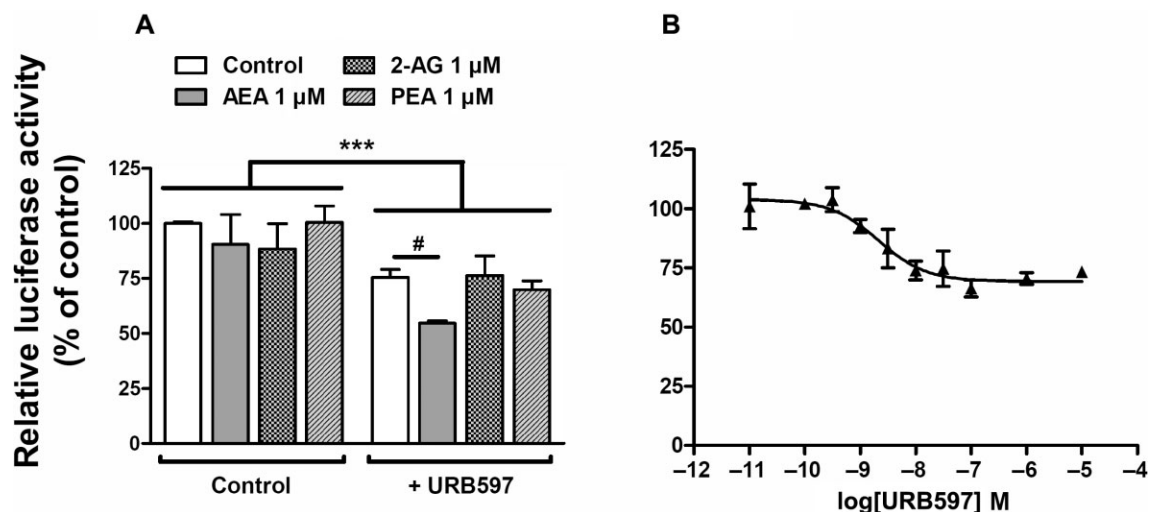 A
Control
2-AG 1 µM
AEA 1 µM
PEA 1 µM
Relative luciferase activity
(% of control)
125
100
75
50
25
0
***
#
Control
+ URB597
B
125
100
75
50
25
0
–12
–11
–10
–9
–8
–7
–6
–5
–4
log[URB597] M